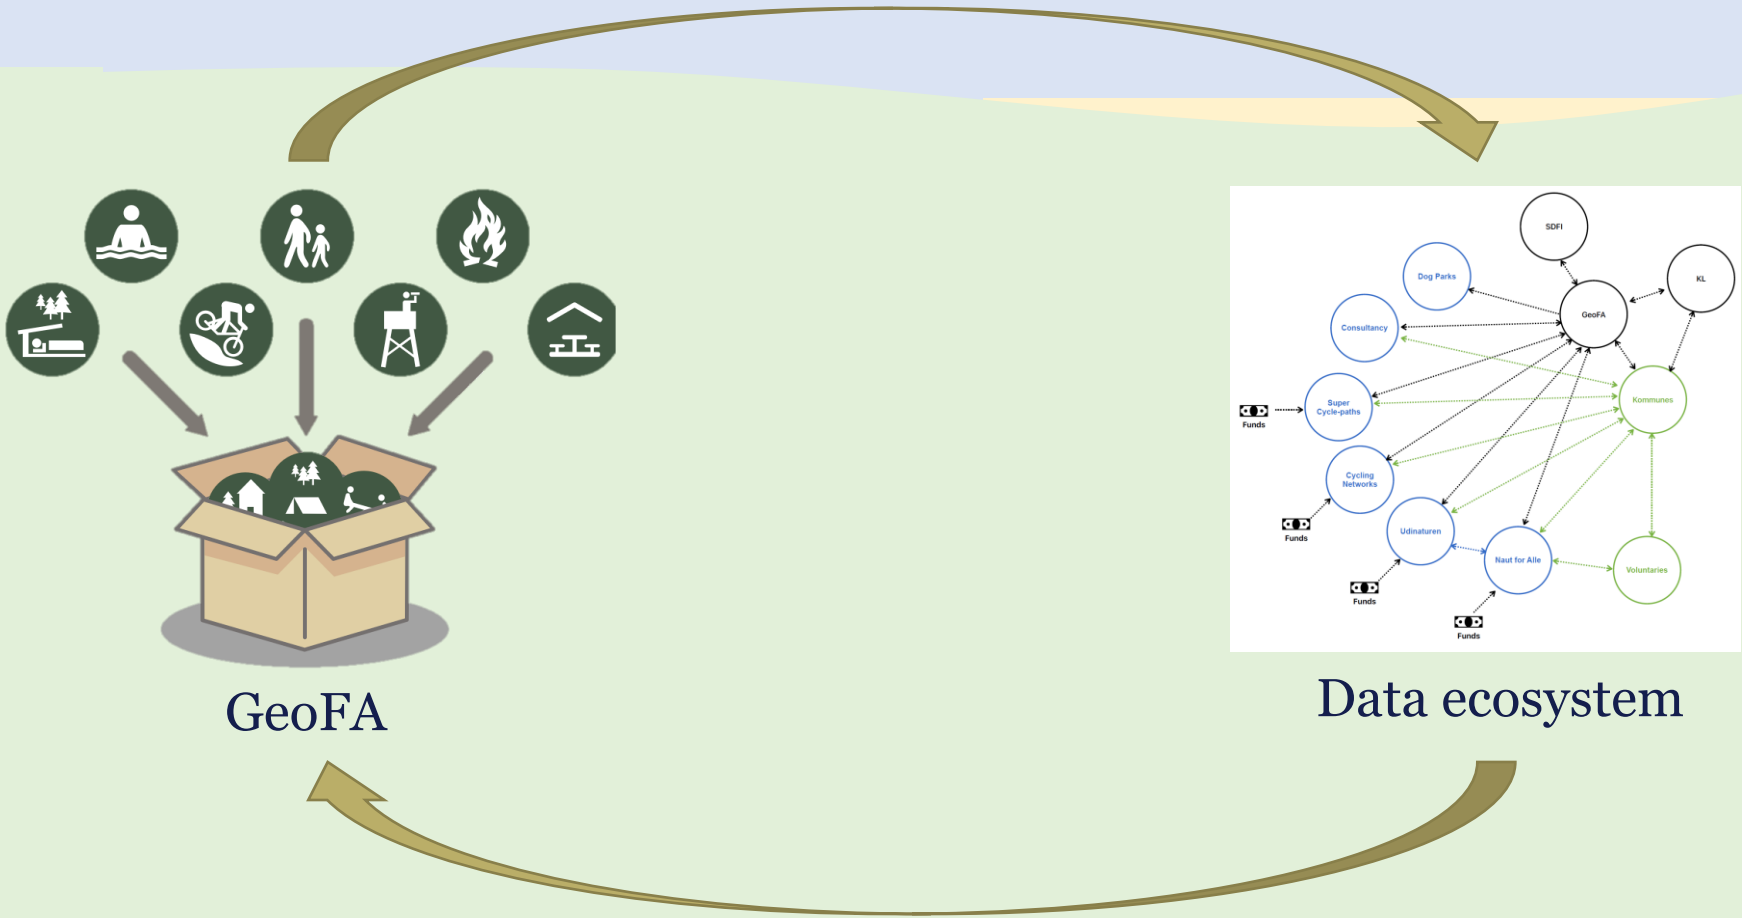 SDFI
KL
Dog Parks
GeoFA
Consultancy
Super
Cycle-paths
Kommunes
Funds
Cycling
Networks
Funds
Udinaturen
Naut for Alle
Voluntaries
Funds
Funds
GeoFA
Data ecosystem